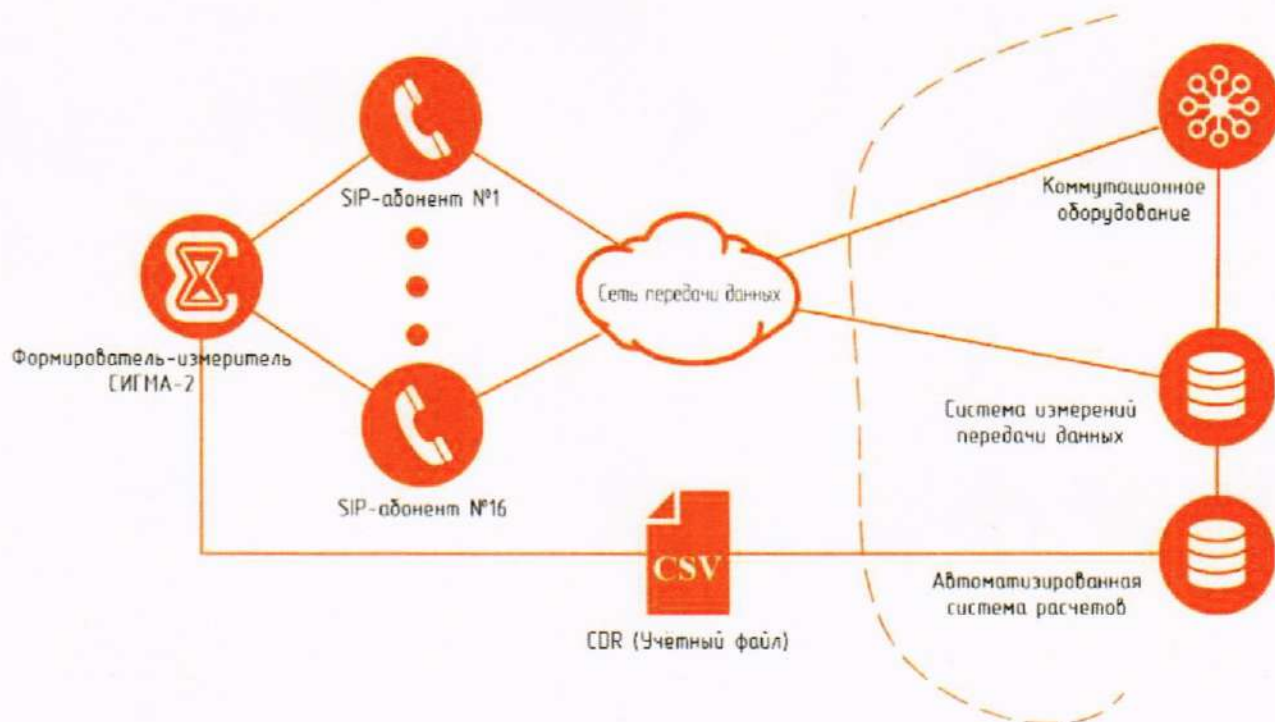 SIP-абонент №1
Коммутационное
оборудование
Сеть передачи данных
Формирователь-измеритель
СИГМА-2
Система измерений
передачи данных
SIP-абонент №16
CSV
Автоматизированная
система расчетов
CDR (Учётный файл)